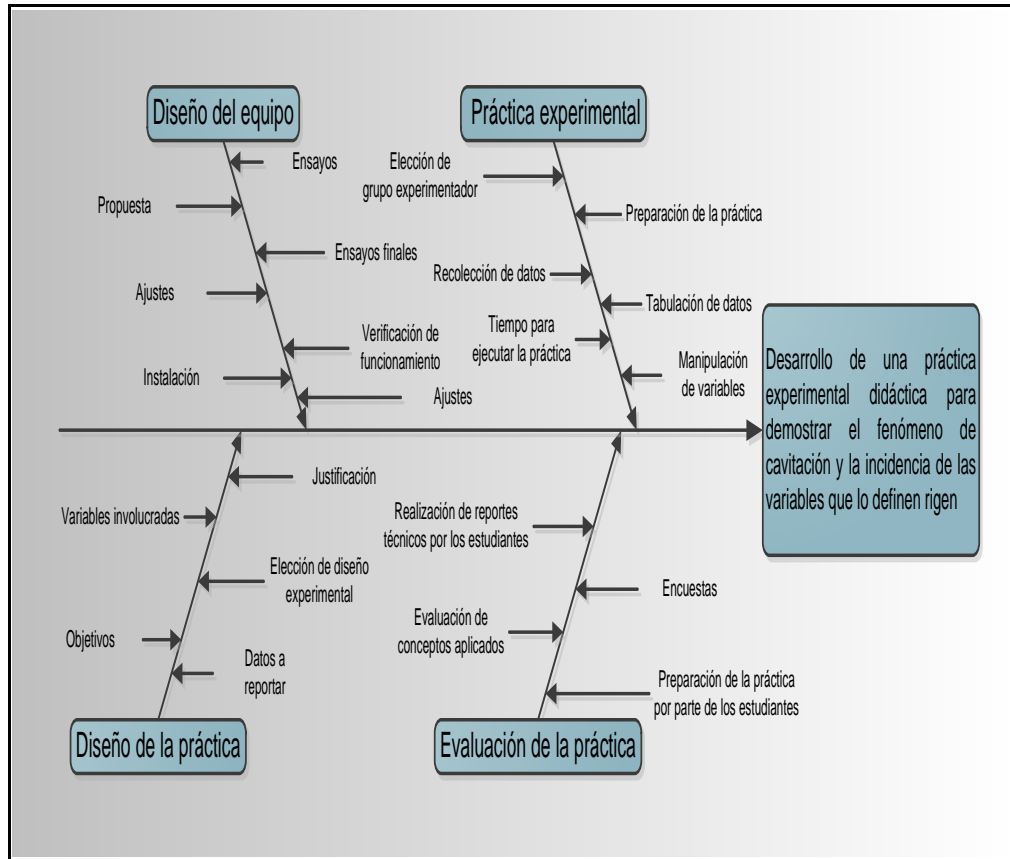 Diseño del equipo
Práctica experimental
Ensayos
Propuesta
Ensayos finales
Ajustes
Verificación de
funcionamiento
Instalación
Ajustes
Elección de
grupo experimentador
Preparación de la práctica
Recolección de datos
Tabulación de datos
Tiempo para
ejecutar la práctica
Manipulación
de variables
Desarrollo de una práctica
experimental didáctica para
demostrar el fenómeno de
cavitación y la incidencia de las
variables que lo definen rigen
Justificación
Variables involucradas
Elección de diseño
experimental
Objetivos
Datos a
reportar
Diseño de la práctica
Realización de reportes
técnicos por los estudiantes
Encuestas
Evaluación de
conceptos aplicados
Preparación de la práctica
por parte de los estudiantes
Evaluación de la práctica